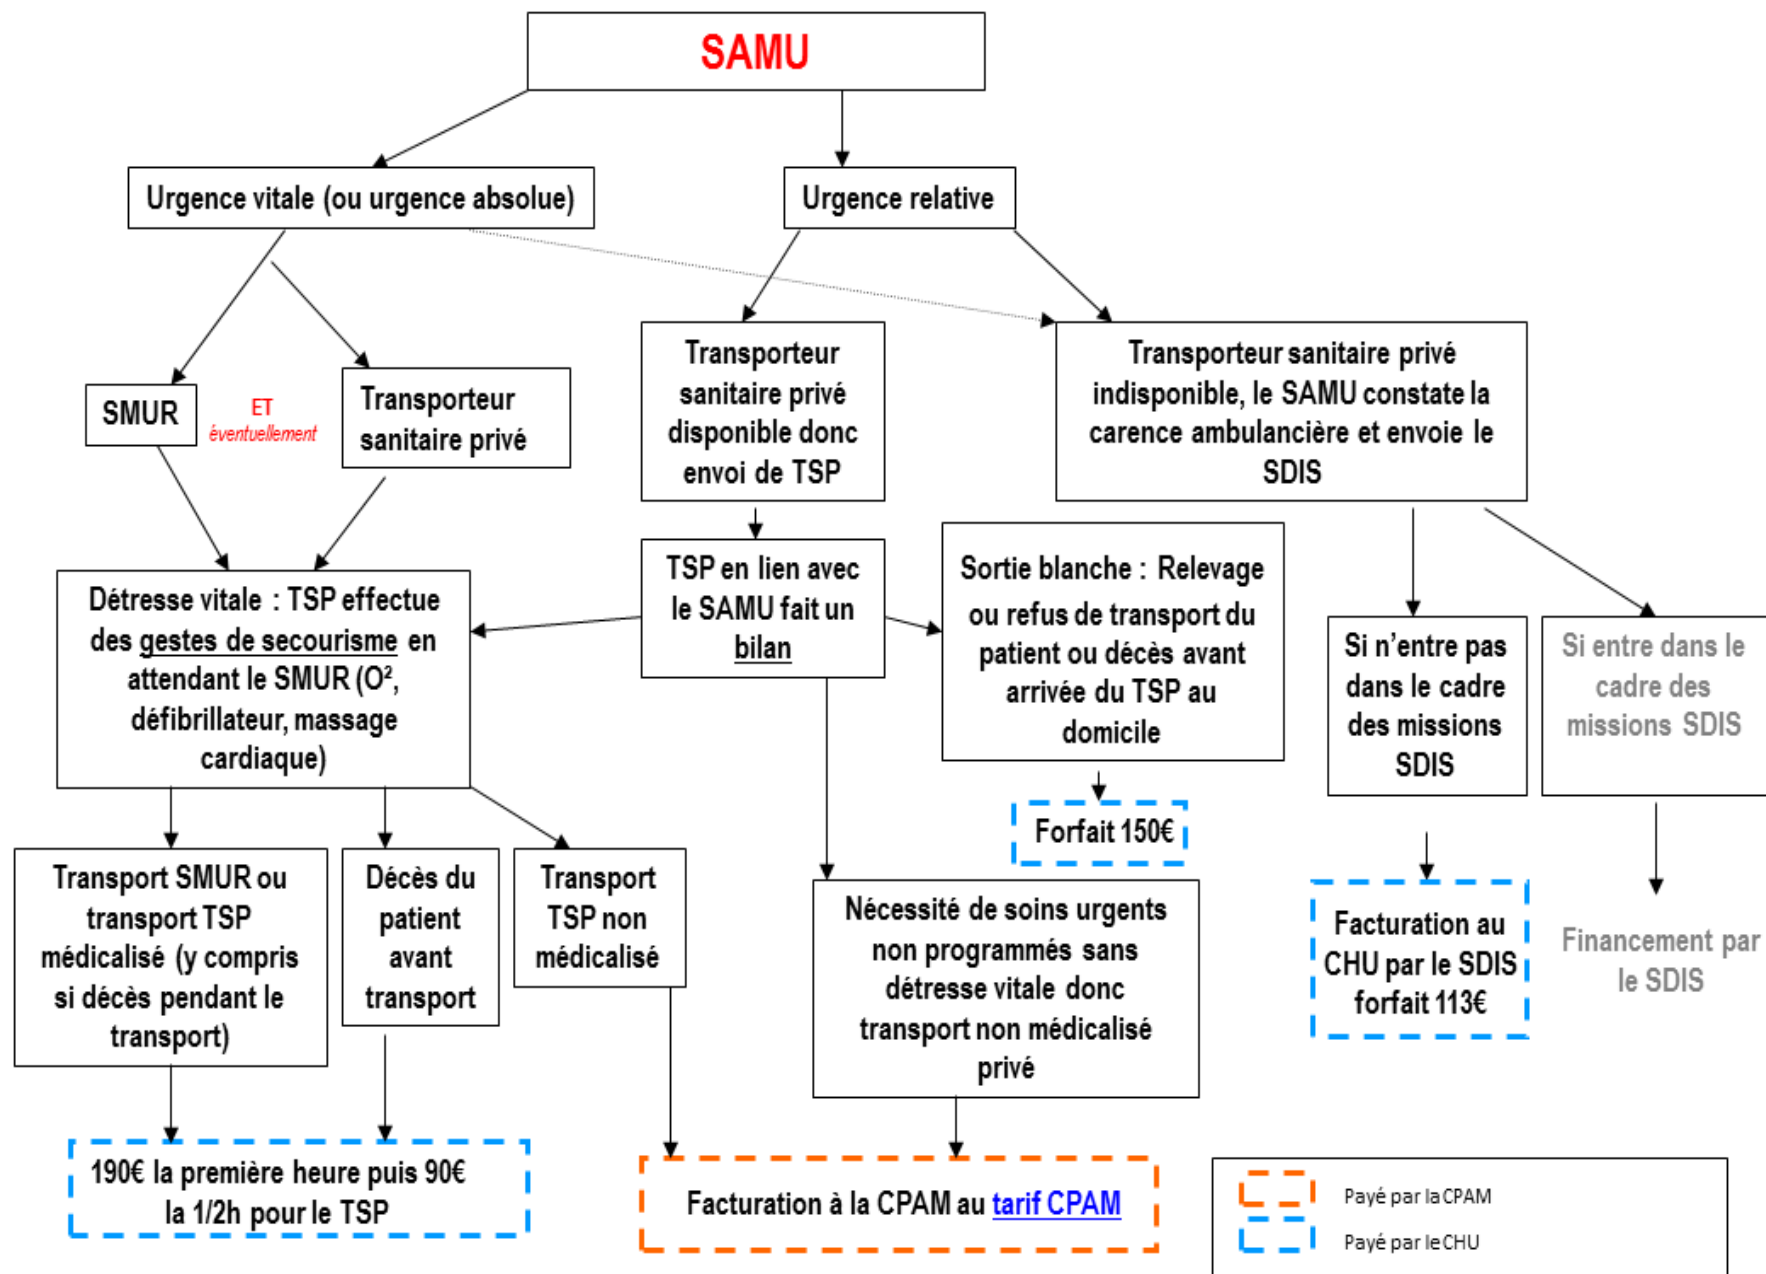 SAMU
Urgence vitale (ou urgence absolue)
Urgence relative
SMUR
ET
éventuellement
Transporteur
sanitaire privé
Transporteur
sanitaire privé
disponible donc
envoi de TSP
Transporteur sanitaire privé
indisponible, le SAMU constate la
carence ambulancière et envoie le
SDIS
Détresse vitale : TSP effectue
des gestes de secourisme en
attendant le SMUR (O²,
défibrillateur, massage
cardiaque)
TSP en lien avec
le SAMU fait un
bilan
Sortie blanche : Relevage
ou refus de transport du
patient ou décès avant
arrivée du TSP au
domicile
Si n’entre pas
dans le cadre
des missions
SDIS
Si entre dans le
cadre des
missions SDIS
Forfait 150€
Transport SMUR ou
transport TSP
médicalisé (y compris
si décès pendant le
transport)
Décès du
patient
avant
transport
Transport
TSP non
médicalisé
Nécessité de soins urgents
non programmés sans
détresse vitale donc
transport non médicalisé
privé
Facturation au
CHU par le SDIS
forfait 113€
Financement par
le SDIS
190€ la première heure puis 90€
la 1/2h pour le TSP
Facturation à la CPAM au tarif CPAM
Payé par la CPAM
Payé par le CHU